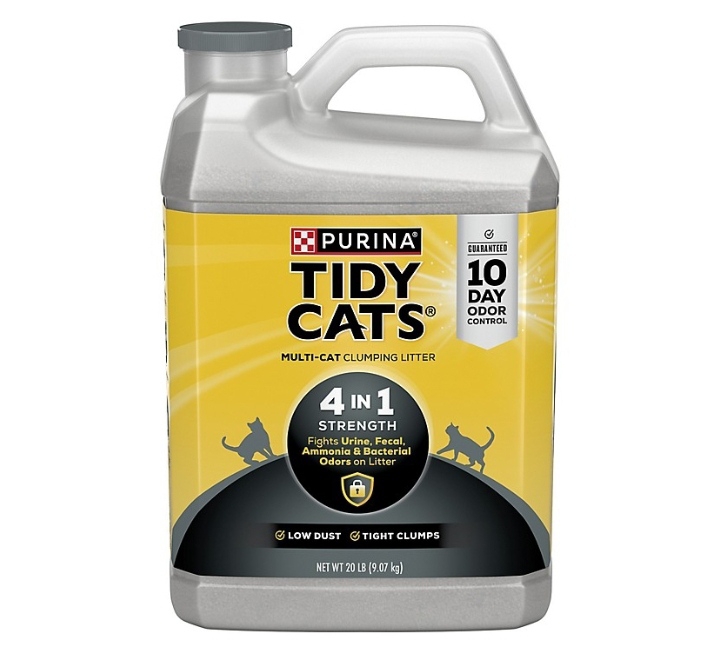 PURINA®
TIDY
CATS®
MULTI-CAT CLUMPING LITTER
GUARANTEED
10
DAY
ODOR
CONTROL
4 IN 1
STRENGTH
Fights Urine, Fecal,
Ammonia & Bacterial
Odors on Litter
LOW DUST TIGHT CLUMPS
NET WT 20 LB (9.07 kg)